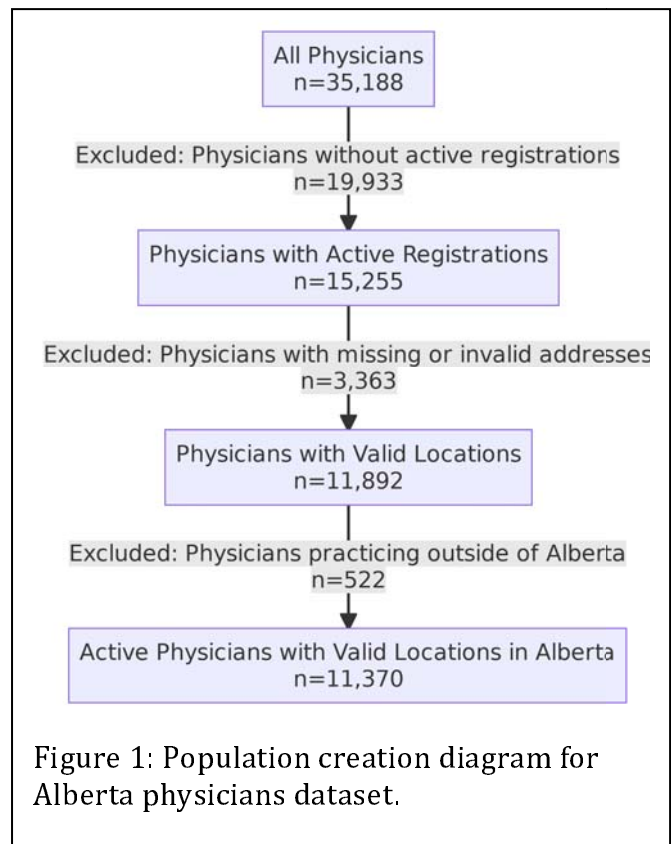 All Physicians
n=35,188
Excluded: Physicians without active registrations
n=19,933
Physicians with Active Registrations
n=15,255
Excluded: Physicians with missing or invalid addresses
n=3,363
Physicians with Valid Locations
n=11,892
Excluded: Physicians practicing outside of Alberta
n=522
Active Physicians with Valid Locations in Alberta
n=11,370
Figure 1: Population creation diagram for
Alberta physicians dataset.